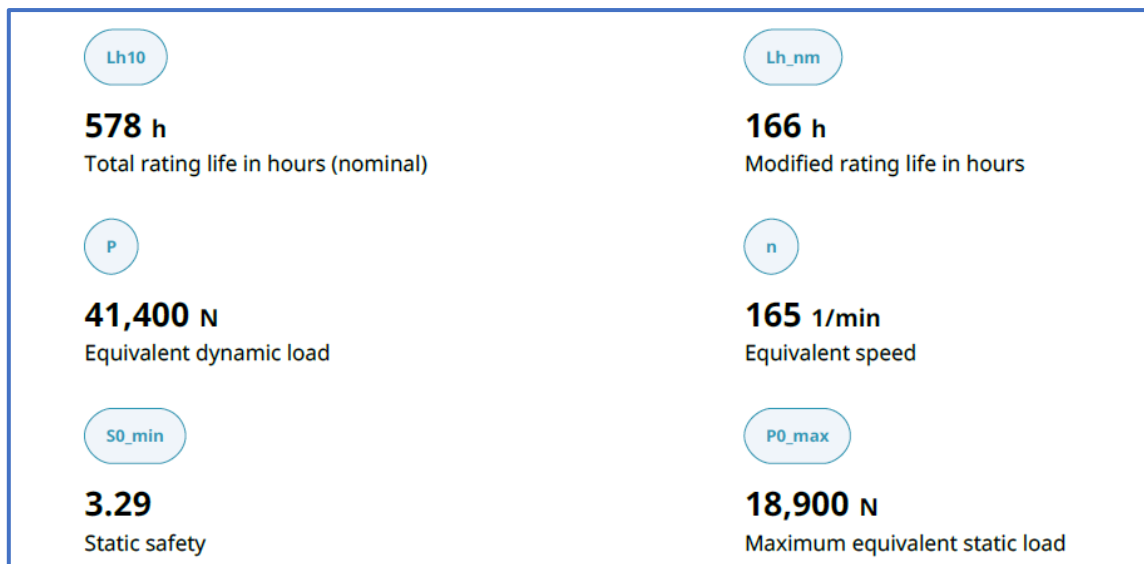 Lh10
578 h
Total rating life in hours (nominal)
Lh_nm
166 h
Modified rating life in hours
P
41,400 N
Equivalent dynamic load
n
165 1/min
Equivalent speed
S0_min
3.29
Static safety
P0_max
18,900 N
Maximum equivalent static load